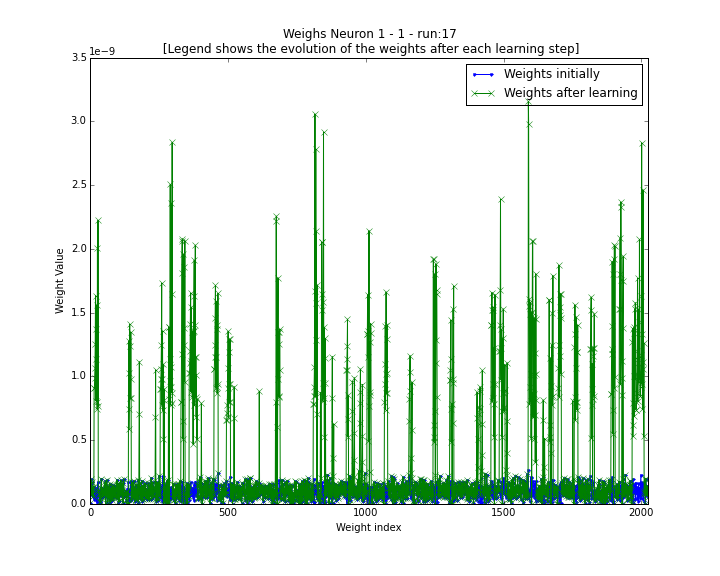 Weighs Neuron 1 - 1 - run:17
[Legend shows the evolution of the weights after each learning step]
1e−9
Weights initially
Weights after learning
3.5
3.0
2.5
2.0
1.5
1.0
0.5
0.0
Weight Value
0 500 1000 1500 2000
Weight index